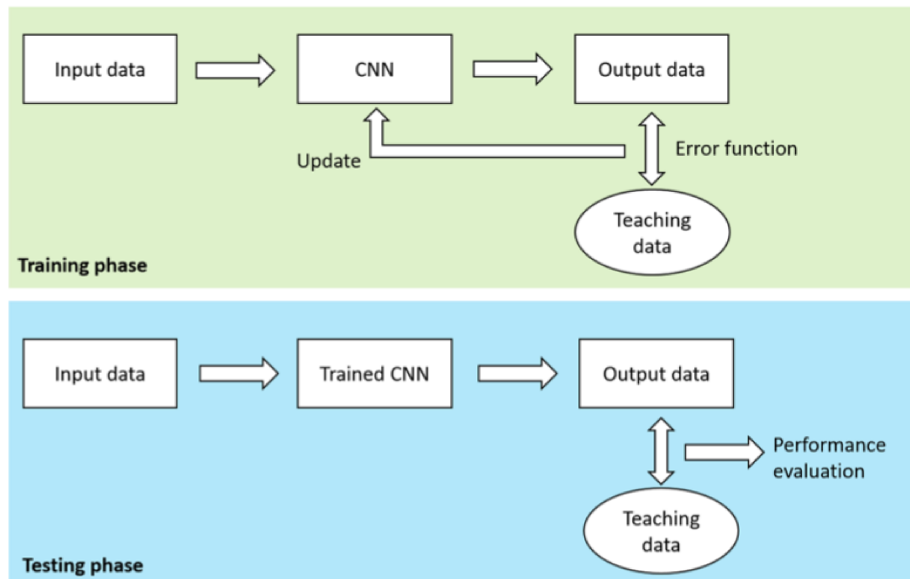 Input data
CNN
Output data
Update
Error function
Teaching
data
Training phase
Input data
Trained CNN
Output data
Performance
evaluation
Teaching
data
Testing phase